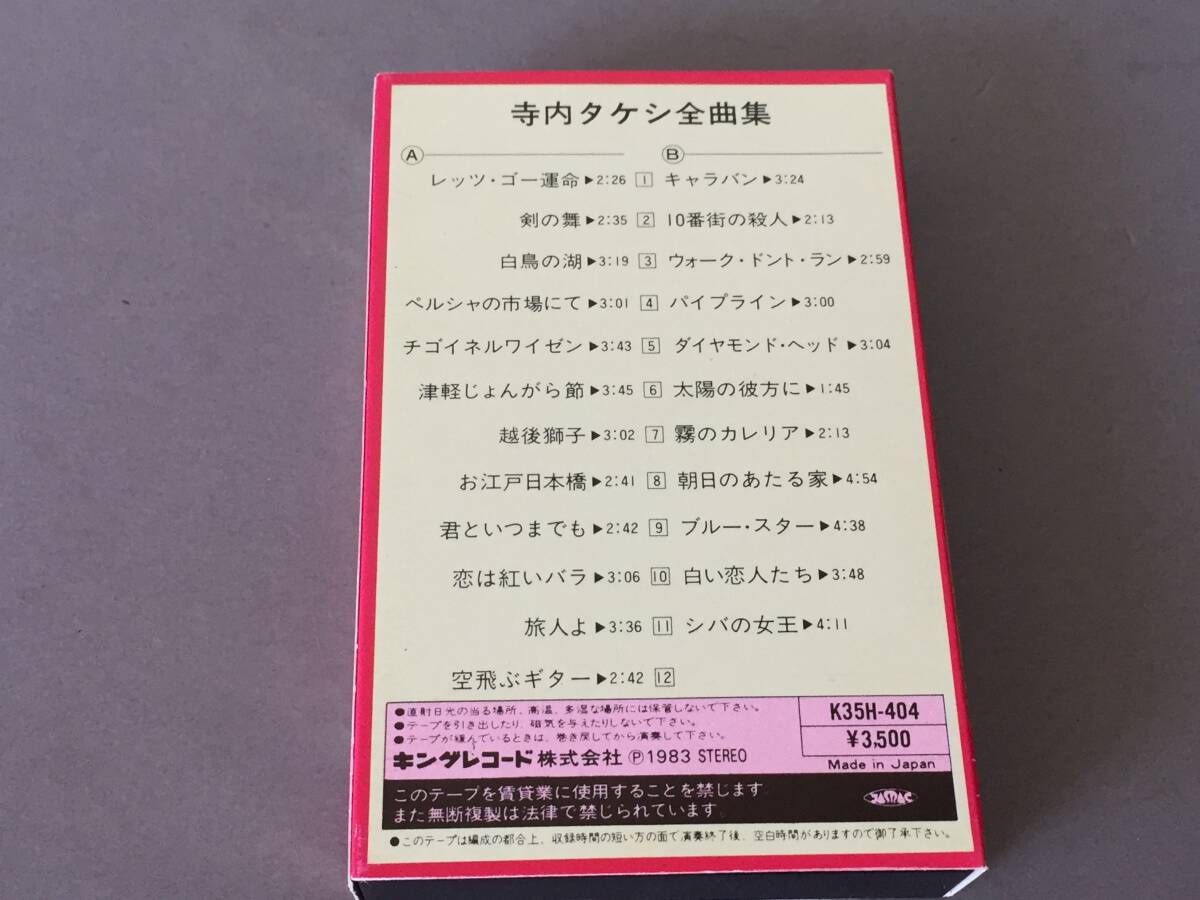 寺内タケシ全曲集
Ⓐ Ⓑ
レッツ・ゴー運命▶2:26 1 キャラバン▶3:24
剣の舞▶2:35 2 10番街の殺人▶2:13
白鳥の湖▶3:19 3 ウォーク・ドント・ラン▶2:59
ペルシャの市場にて▶3:01 4 パイプライン▶3:00
チゴイネルワイゼン▶3:43 5 ダイヤモンド・ヘッド▶3:04
津軽じょんがら節▶3:45 6 太陽の彼方に▶1:45
越後獅子▶3:02 7 霧のカレリア▶2:13
お江戸日本橋▶2:41 8 朝日のあたる家▶4:54
君といつまでも▶2:42 9 ブルー・スター▶4:38
恋は紅いバラ▶3:06 10 白い恋人たち▶3:48
旅人よ▶3:36 11 シバの女王▶4:11
空飛ぶギター▶2:42 12
●直射日光の当る場所、高温、多湿な場所には保管しないで下さい。
●テープを引き出したり、磁気を与えたりしないで下さい。
●テープが緩んでいるときは、巻き戻してから演奏して下さい。
キングレコード株式会社 Ⓟ1983 STEREO
K35H-404
¥3,500
Made in Japan
このテープを賃貸業に使用することを禁じます
また無断複製は法律で禁じられています。
JASRAC
●このテープは編成の都合上、収録時間の短い方の面で演奏終了後、空白時間がありますので御了承下さい。